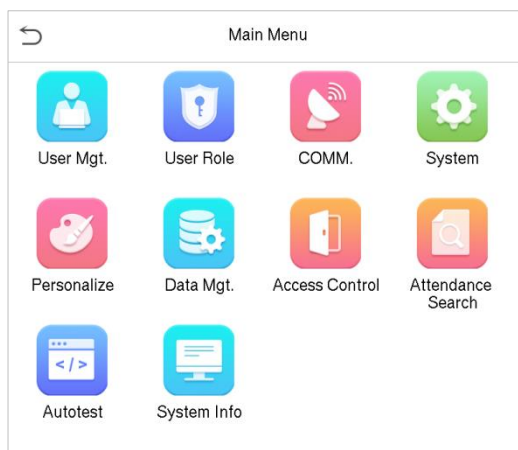 Main Menu
User Mgt.
User Role
COMM.
System
Personalize
Data Mgt.
Access Control
Attendance
Search
</>
Autotest
System Info